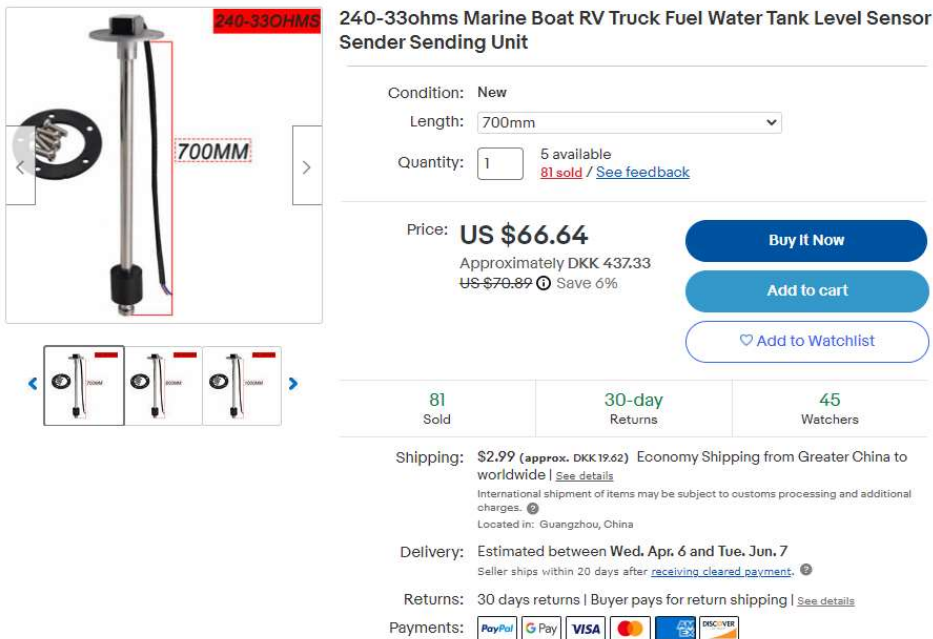 240-33OHMS
700MM
240-33ohms Marine Boat RV Truck Fuel Water Tank Level Sensor
Sender Sending Unit
Condition: New
Length: 700mm
Quantity: 1
5 available
81 sold / See feedback
Price: US $66.64
Approximately DKK 437.33
US $70.89 Save 6%
Buy It Now
Add to cart
Add to Watchlist
81
Sold
30-day
Returns
45
Watchers
Shipping: $2.99 (approx. DKK 19.62) Economy Shipping from Greater China to
worldwide | See details
International shipment of items may be subject to customs processing and additional
charges.
Located in: Guangzhou, China
Delivery: Estimated between Wed. Apr. 6 and Tue. Jun. 7
Seller ships within 20 days after receiving cleared payment.
Returns: 30 days returns | Buyer pays for return shipping | See details
Payments: PayPal G Pay VISA AMEX DISCOVER